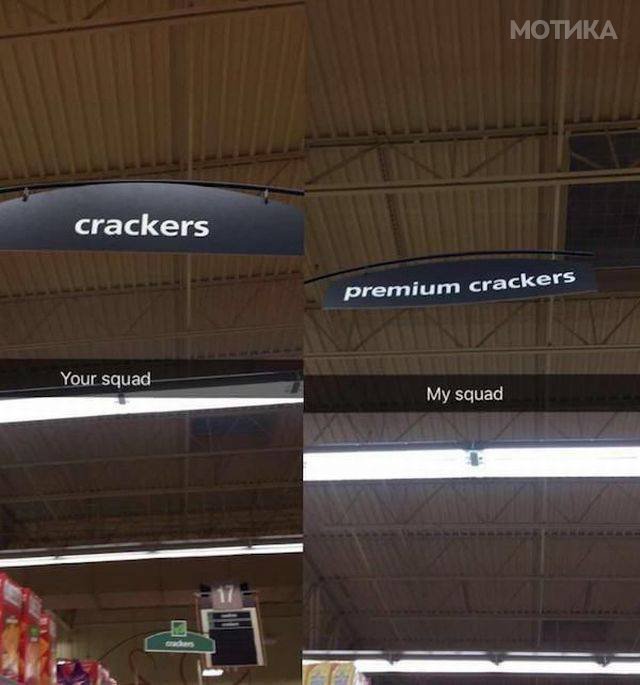 МОТИКА
crackers
premium crackers
Your squad
My squad
17
crackers